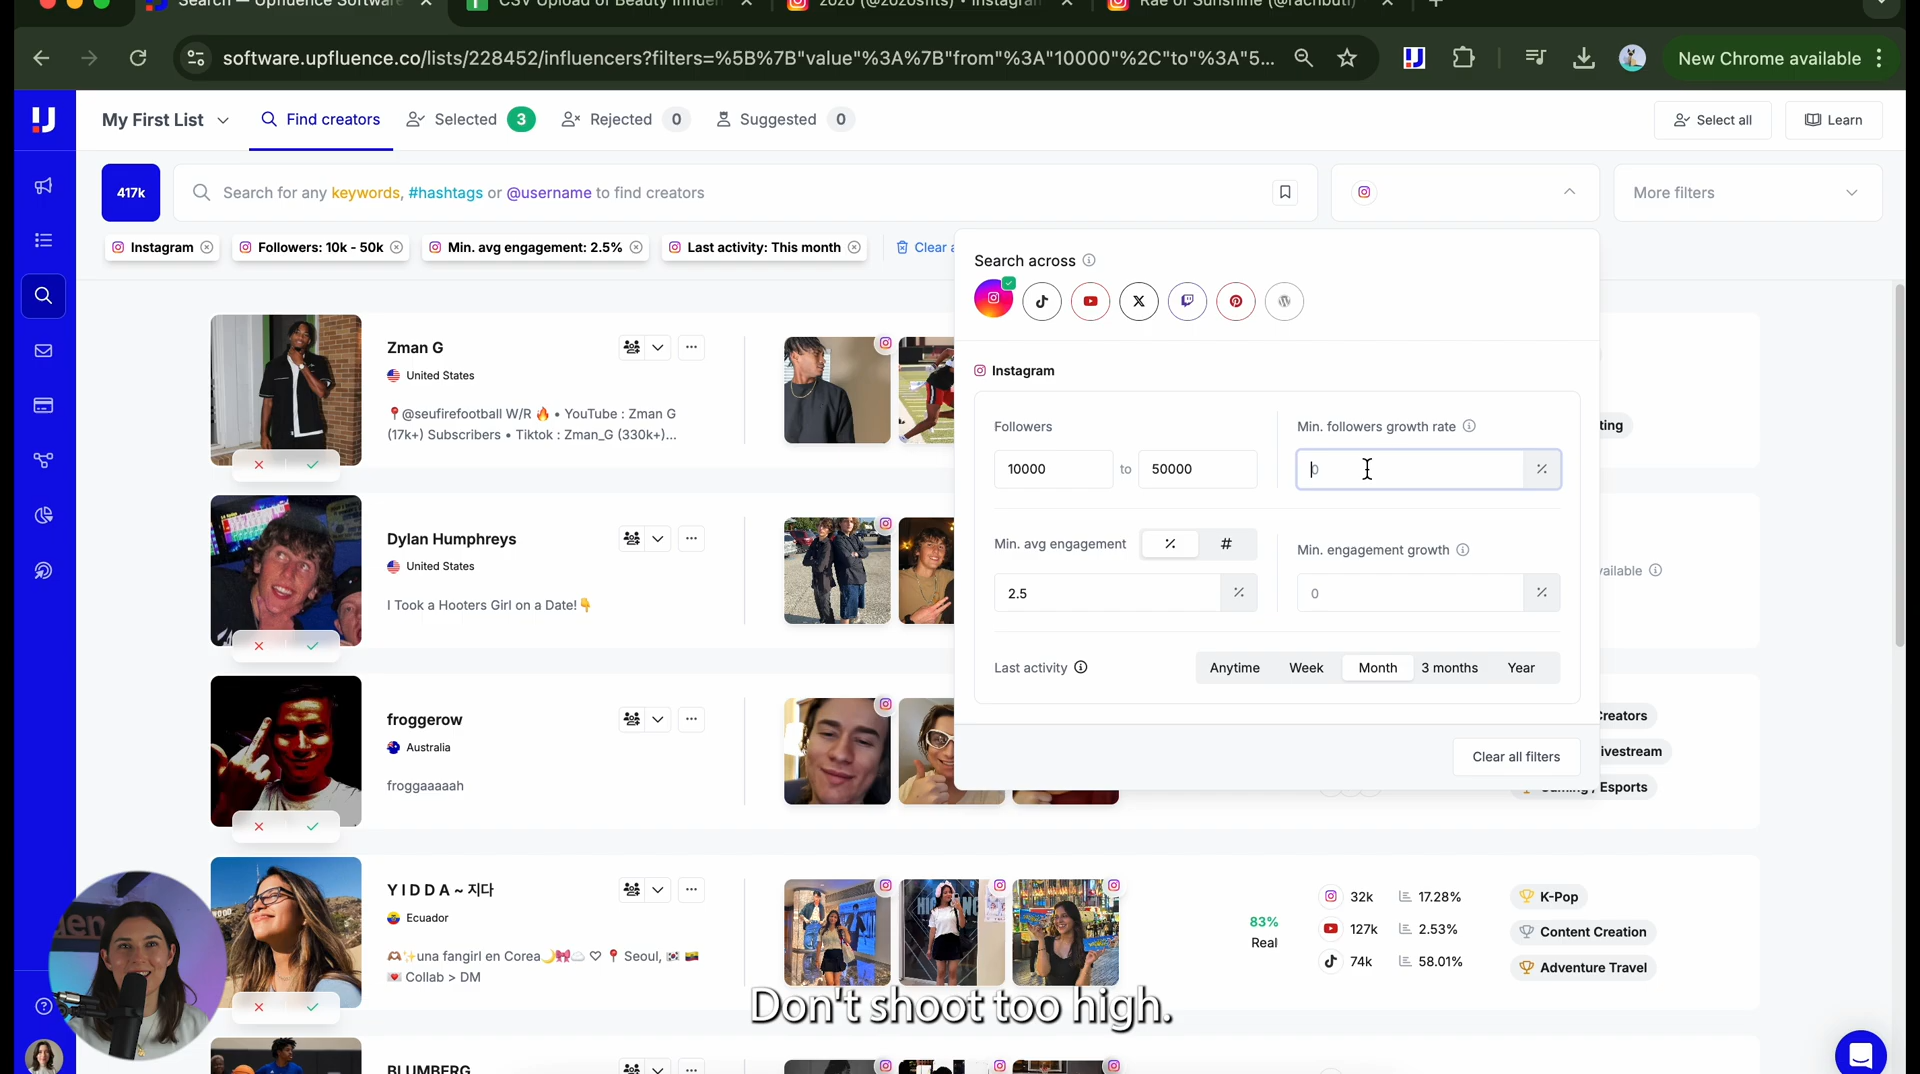 Search — Upfluence Software
CSV Upload of Beauty Influen
2026 (@zozosfits) • Instagram
Rae of Sunshine (@rachbutl)
software.upfluence.co/lists/228452/influencers?filters=%5B%7B"value"%3A%7B"from"%3A"10000"%2C"to"%3A"5...
New Chrome available
My First List
Find creators
Selected 3
Rejected 0
Suggested 0
Select all
Learn
417k
Search for any keywords, #hashtags or @username to find creators
More filters
Instagram
Followers: 10k - 50k
Min. avg engagement: 2.5%
Last activity: This month
Clear a
Search across
Instagram
Followers
10000 to 50000
Min. followers growth rate
0 %
Min. avg engagement % #
2.5 %
Min. engagement growth
0 %
Last activity
Anytime Week Month 3 months Year
Clear all filters
Zman G
United States
📍@seufirefootball W/R 🔥 • YouTube : Zman G
(17k+) Subscribers • Tiktok : Zman_G (330k+)...
ting
Dylan Humphreys
United States
I Took a Hooters Girl on a Date!👇
vailable
froggerow
Australia
froggaaaaah
Creators
ivestream
Gaming / Esports
Y I D D A ~ 지다
Ecuador
🫶🏻✨una fangirl en Corea🌙🎀☁️ ♡ 📍 Seoul, 🇰🇷 🇪🇨
💌 Collab > DM
83%
Real
32k 17.28%
127k 2.53%
74k 58.01%
K-Pop
Content Creation
Adventure Travel
BLUMBERG
Don't shoot too high.